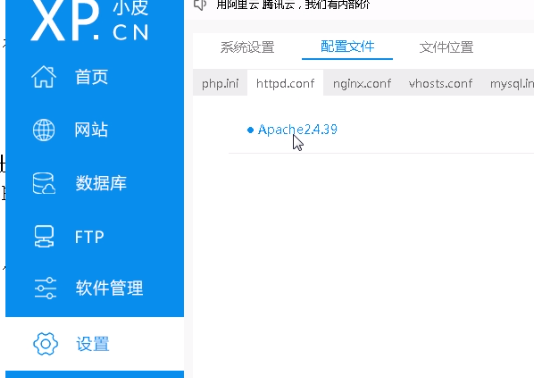 XP.小皮
CN
用阿里云 腾讯云，我们有内部价
系统设置 配置文件 文件位置
php.ini httpd.conf nginx.conf vhosts.conf
Apache2.4.39
首页
网站
数据库
FTP
软件管理
设置